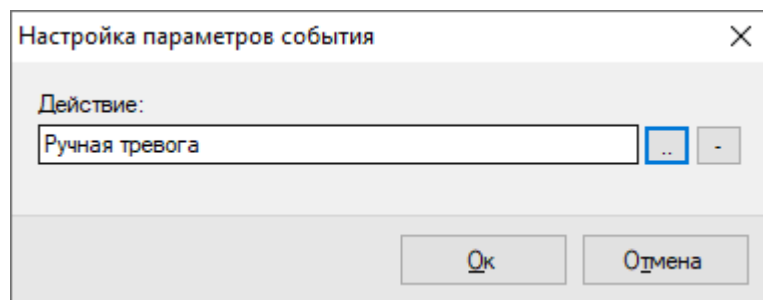 Настройка параметров события
Действие:
Ручная тревога
..
-
Ок
Отмена